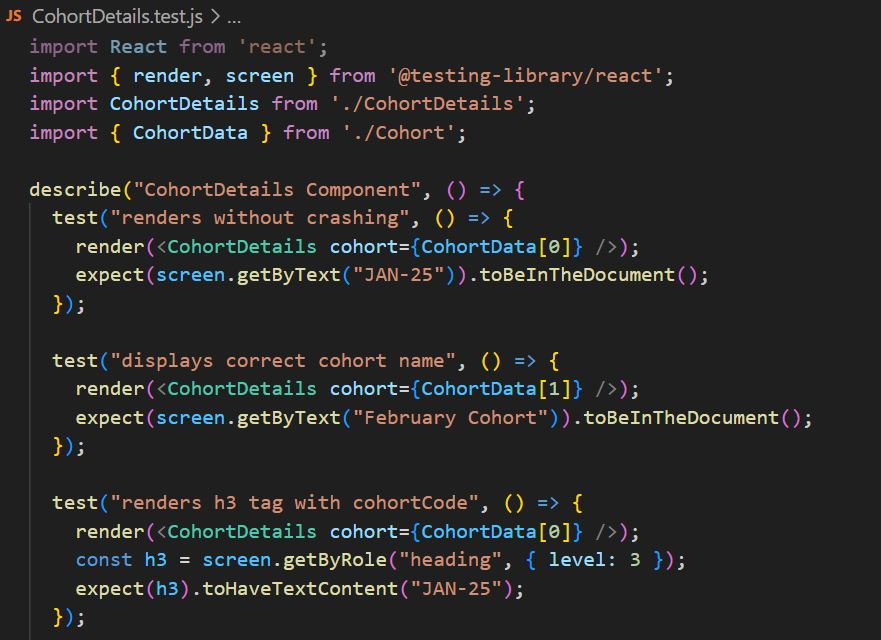 JS CohortDetails.test.js > ...
import React from 'react';
import { render, screen } from '@testing-library/react';
import CohortDetails from './CohortDetails';
import { CohortData } from './Cohort';

describe("CohortDetails Component", () => {
  test("renders without crashing", () => {
    render(<CohortDetails cohort={CohortData[0]} />);
    expect(screen.getByText("JAN-25")).toBeInTheDocument();
  });

  test("displays correct cohort name", () => {
    render(<CohortDetails cohort={CohortData[1]} />);
    expect(screen.getByText("February Cohort")).toBeInTheDocument();
  });

  test("renders h3 tag with cohortCode", () => {
    render(<CohortDetails cohort={CohortData[0]} />);
    const h3 = screen.getByRole("heading", { level: 3 });
    expect(h3).toHaveTextContent("JAN-25");
  });